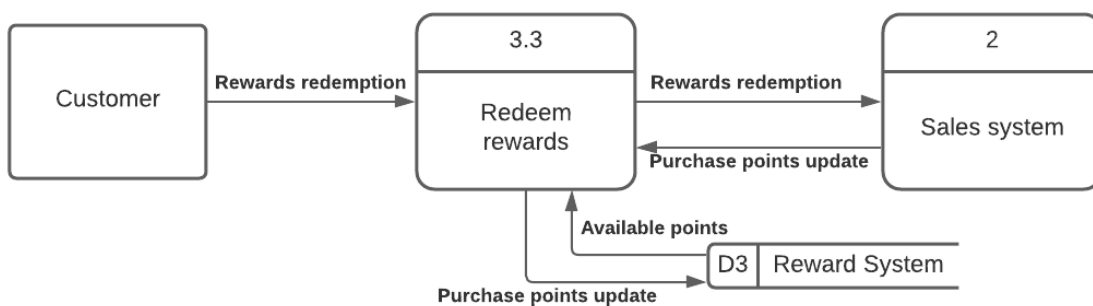 3.3
2
Rewards redemption
Rewards redemption
Customer
Redeem
rewards
Sales system
Purchase points update
Available points
D3
Reward System
Purchase points update